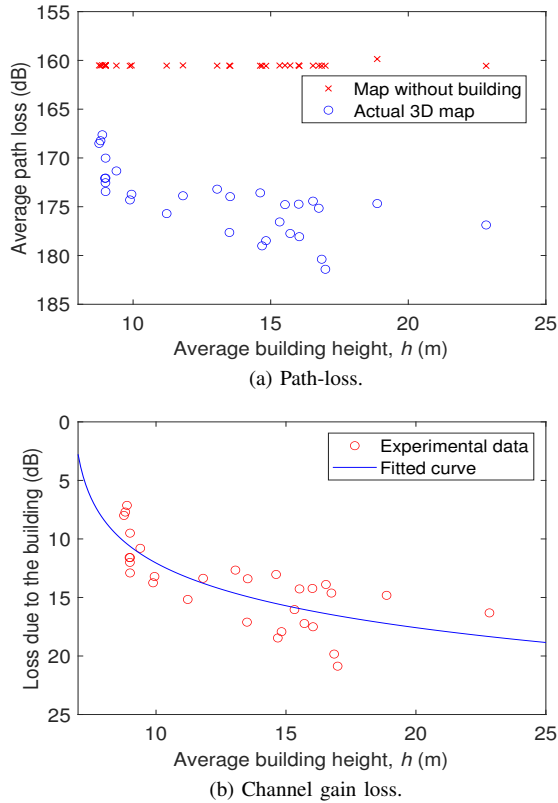 155
160
165
170
175
180
185
Average path loss (dB)
Map without building
Actual 3D map
10
15
20
25
Average building height, h (m)
(a) Path-loss.
0
5
10
15
20
25
Loss due to the building (dB)
Experimental data
Fitted curve
10
15
20
25
Average building height, h (m)
(b) Channel gain loss.